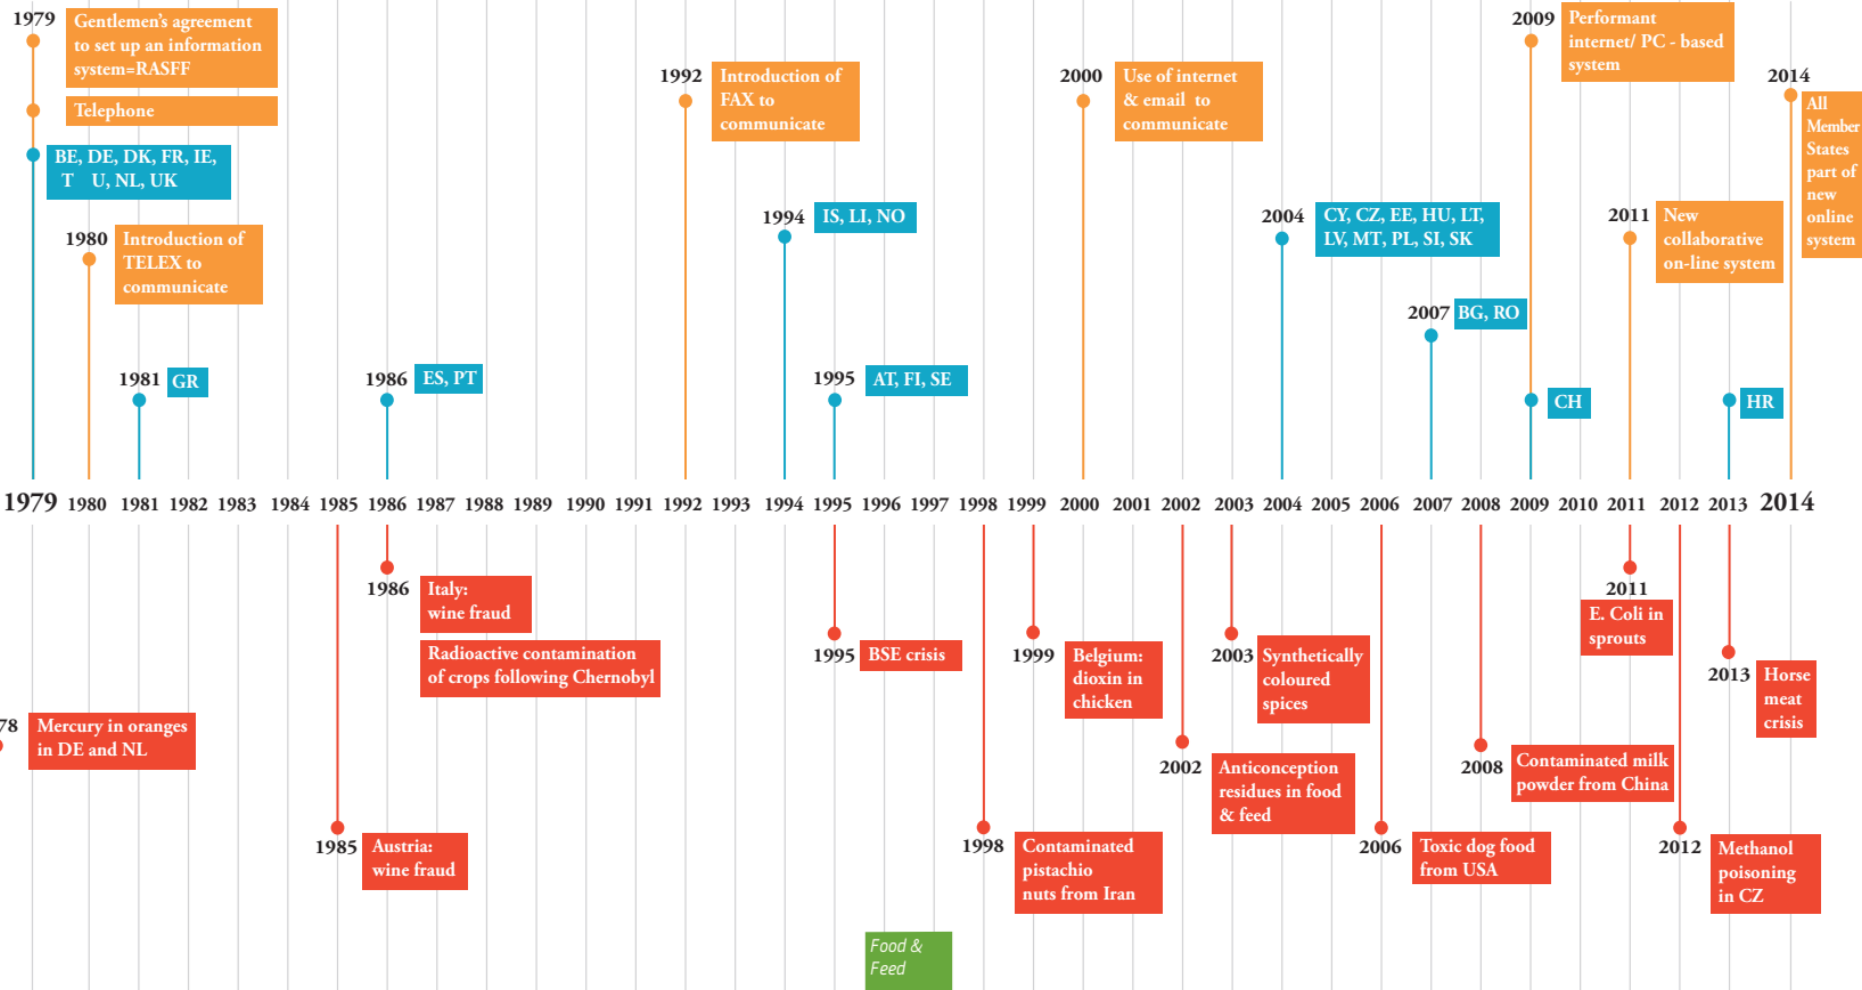 1979
Gentlemen's agreement
to set up an information
system=RASFF
Telephone
BE, DE, DK, FR, IE,
T U, NL, UK
1980
Introduction of
TELEX to
communicate
1981
GR
1986
ES, PT
1992
Introduction of
FAX to
communicate
1994
IS, LI, NO
1995
AT, FI, SE
2000
Use of internet
& email to
communicate
2004
CY, CZ, EE, HU, LT,
LV, MT, PL, SI, SK
2007
BG, RO
2009
Performant
internet/ PC - based
system
CH
2011
New
collaborative
on-line system
HR
2014
All
Member
States
part of
new
online
system
1979 1980 1981 1982 1983 1984 1985 1986 1987 1988 1989 1990 1991 1992 1993 1994 1995 1996 1997 1998 1999 2000 2001 2002 2003 2004 2005 2006 2007 2008 2009 2010 2011 2012 2013 2014
78
Mercury in oranges
in DE and NL
1985
Austria:
wine fraud
1986
Italy:
wine fraud
Radioactive contamination
of crops following Chernobyl
1995
BSE crisis
1998
Contaminated
pistachio
nuts from Iran
1999
Belgium:
dioxin in
chicken
2002
Anticonception
residues in food
& feed
2003
Synthetically
coloured
spices
2006
Toxic dog food
from USA
2008
Contaminated milk
powder from China
2011
E. Coli in
sprouts
2012
Methanol
poisoning
in CZ
2013
Horse
meat
crisis
Food &
Feed